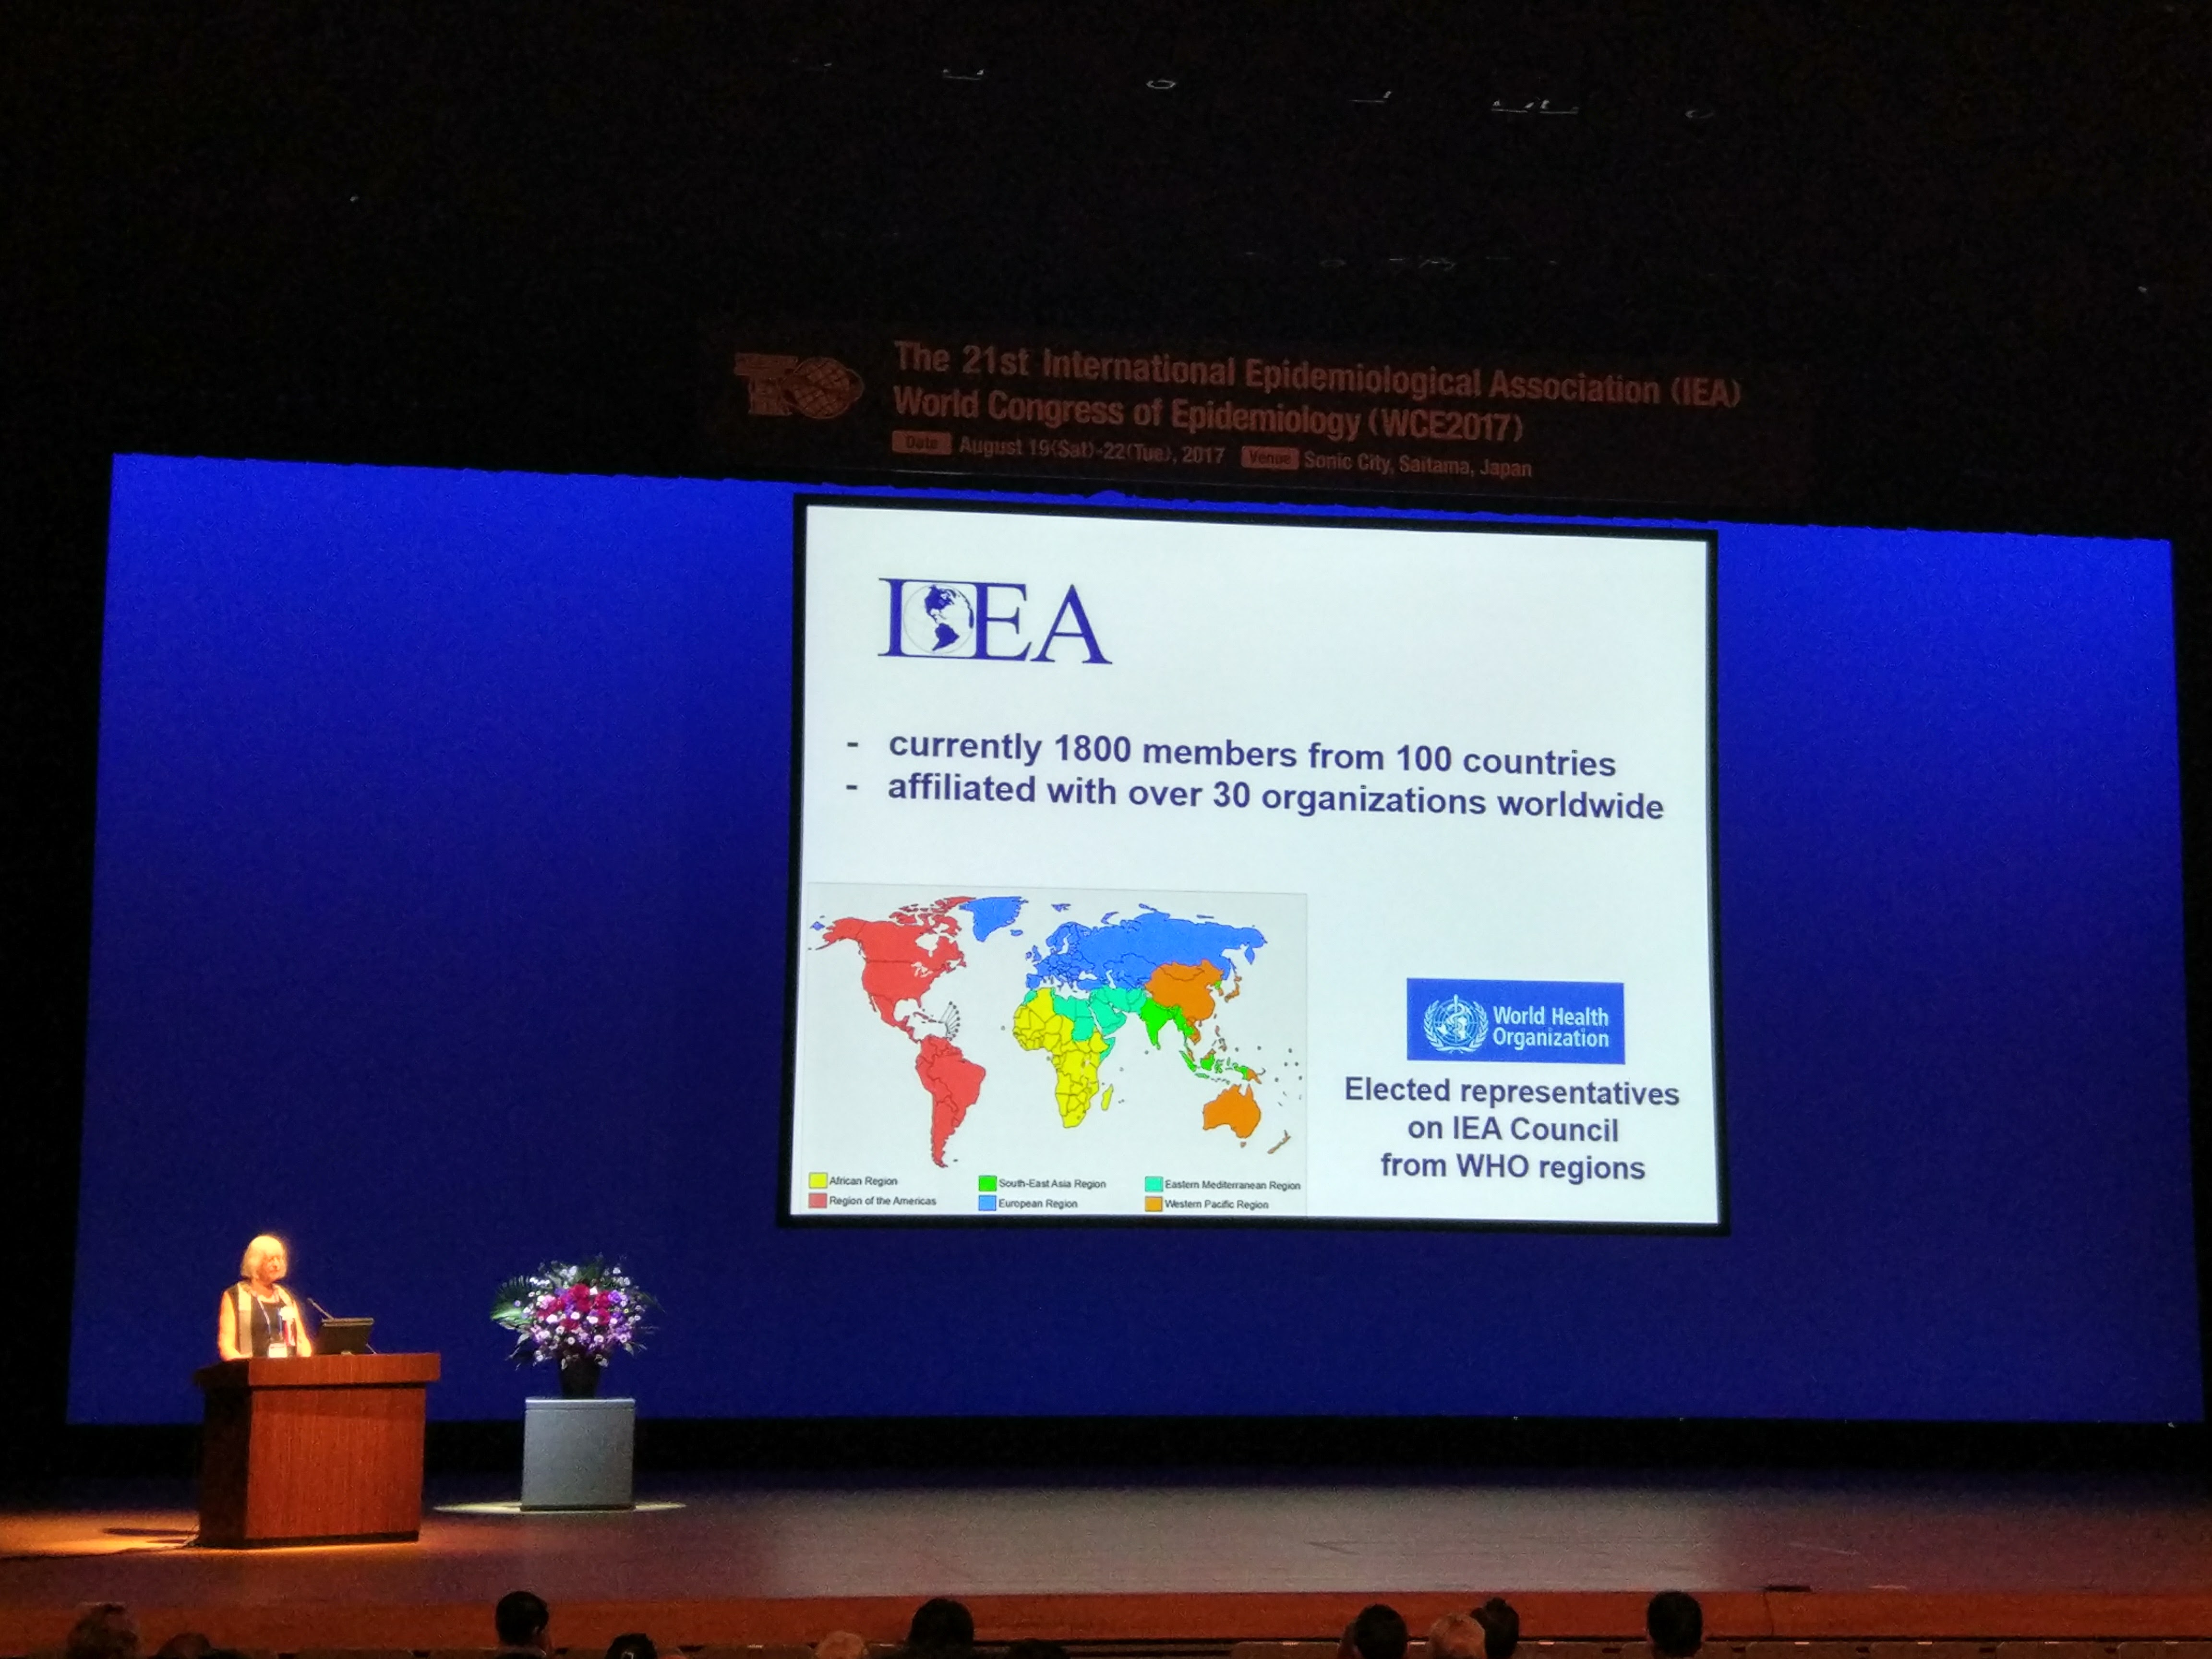 The 21st International Epidemiological Association (IEA)
World Congress of Epidemiology (WCE2017)
Date August 19(Sat)-22(Tue), 2017 Venue Sonic City, Saitama, Japan
IEA
- currently 1800 members from 100 countries
- affiliated with over 30 organizations worldwide
African Region
South-East Asia Region
Eastern Mediterranean Region
Region of the Americas
European Region
Western Pacific Region
World Health
Organization
Elected representatives
on IEA Council
from WHO regions